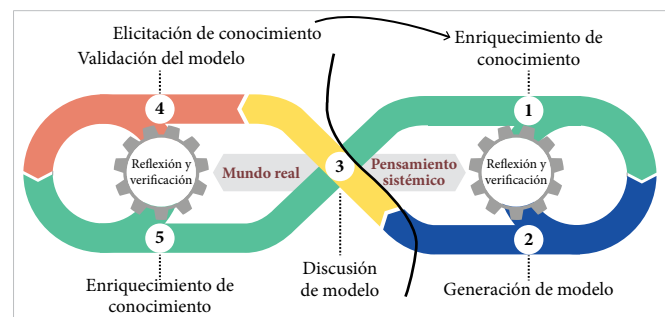 Elicitación de conocimiento
Validación del modelo
Enriquecimiento de
conocimiento
4
1
Reflexión y
verificación
Mundo real
3
Pensamiento
sistémico
Reflexión y
verificación
5
2
Enriquecimiento de
conocimiento
Discusión
de modelo
Generación de modelo